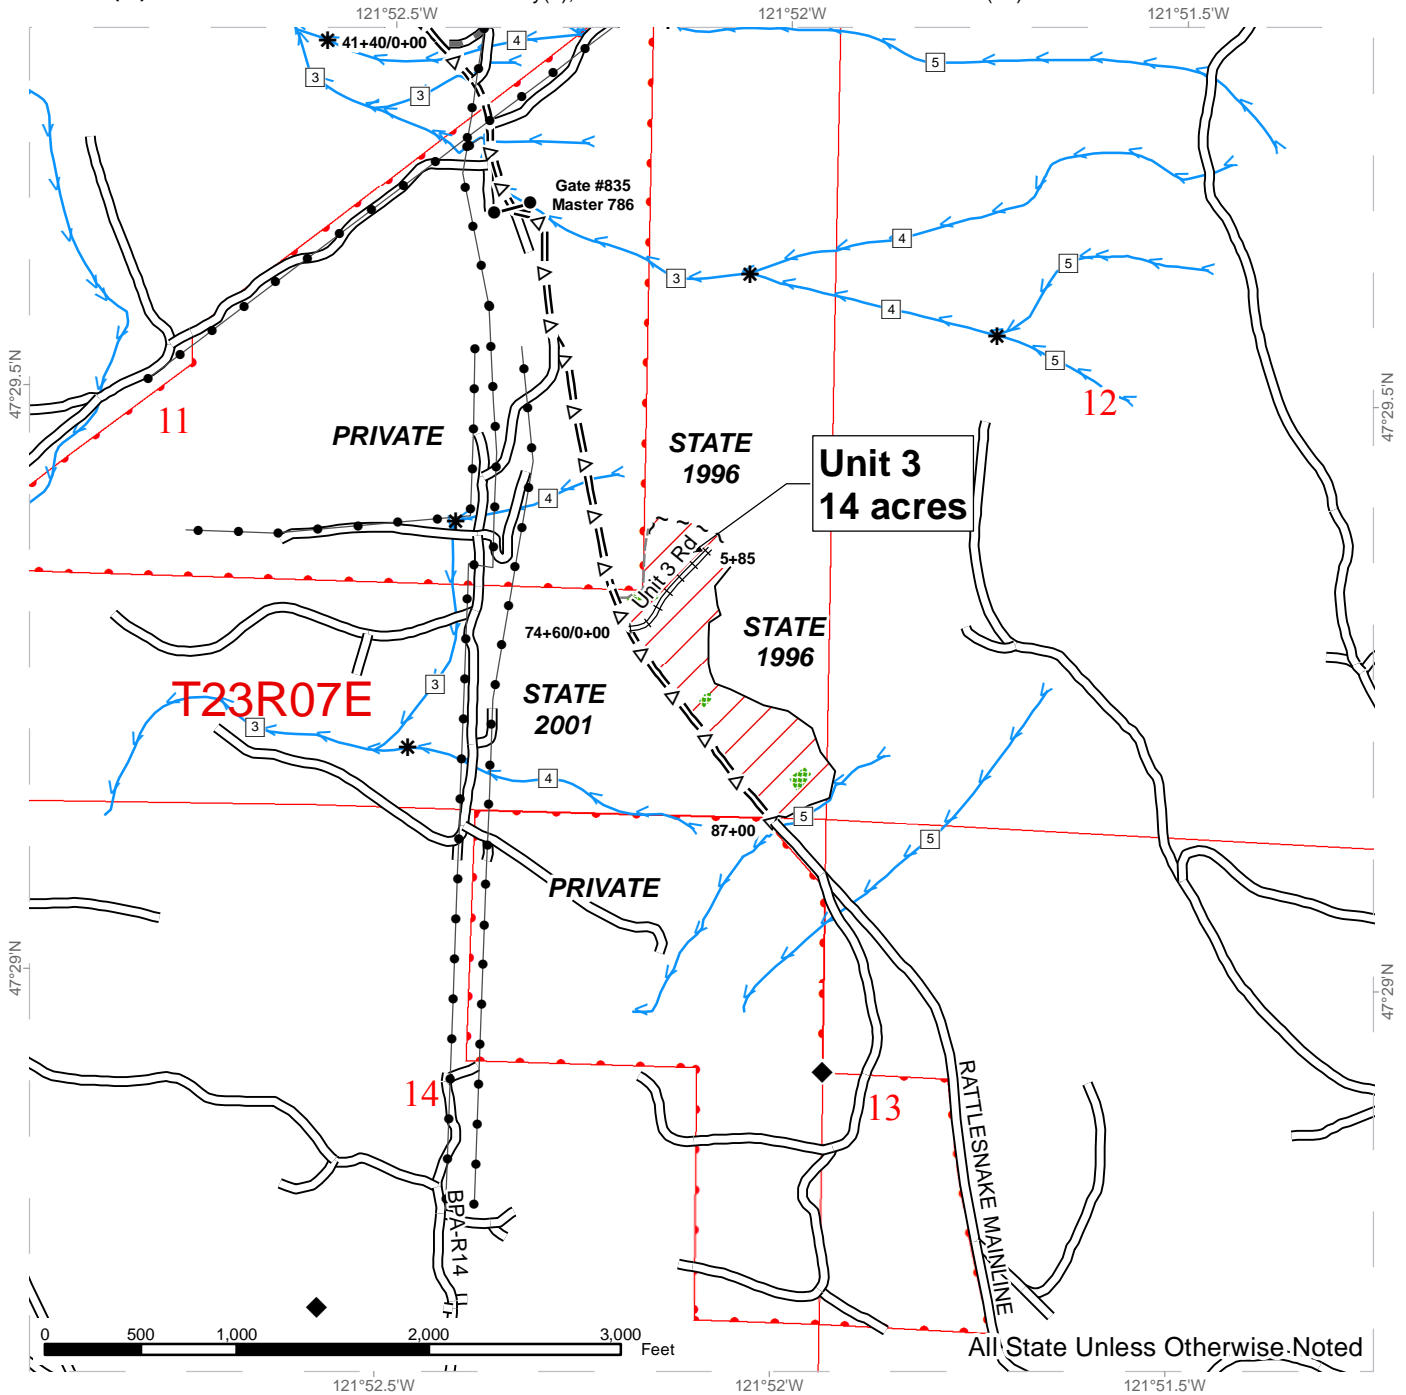 121°52.5'W
121°52'W
121°51.5'W
41+40/0+00
4
3
3
5
Gate #835
Master 786
4
3
5
4
5
47°29.5'N
47°29.5'N
11
12
PRIVATE
STATE
1996
Unit 3
14 acres
4
Unit 3 Rd
5+85
74+60/0+00
STATE
1996
T23R07E
3
STATE
2001
3
4
87+00
5
5
PRIVATE
47°29'N
47°29'N
14
13
RATTLESNAKE MAINLINE
BPA-R14
0
500
1,000
2,000
3,000
Feet
All State Unless Otherwise Noted
121°52.5'W
121°52'W
121°51.5'W